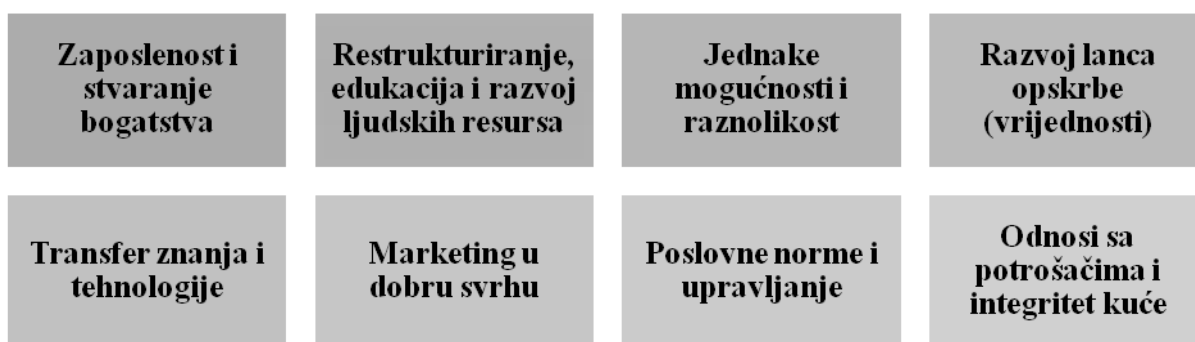 Zaposlenost i
stvaranje
bogatstva
Restrukturiranje,
edukacija i razvoj
ljudskih resursa
Jednake
mogućnosti i
raznolikost
Razvoj lanca
opskrbe
(vrijednosti)
Transfer znanja i
tehnologije
Marketing u
dobru svrhu
Poslovne norme i
upravljanje
Odnosi sa
potrošačima i
integritet kuće